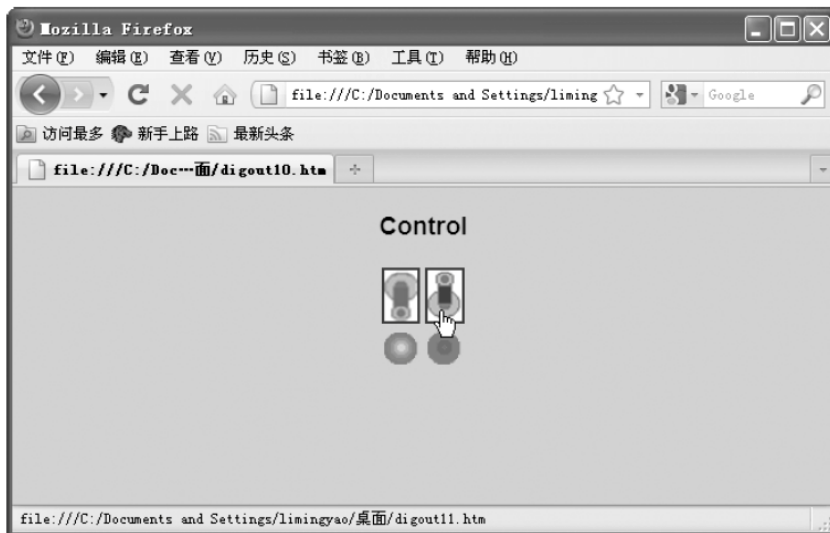 Mozilla Firefox
文件(F) 编辑(E) 查看(V) 历史(S) 书签(B) 工具(T) 帮助(H)
file:///C:/Documents and Settings/liming Google
访问最多 新手上路 最新头条
file:///C:/Doc…面/digout10.htm
Control
file:///C:/Documents and Settings/limingyao/桌面/digout11.htm